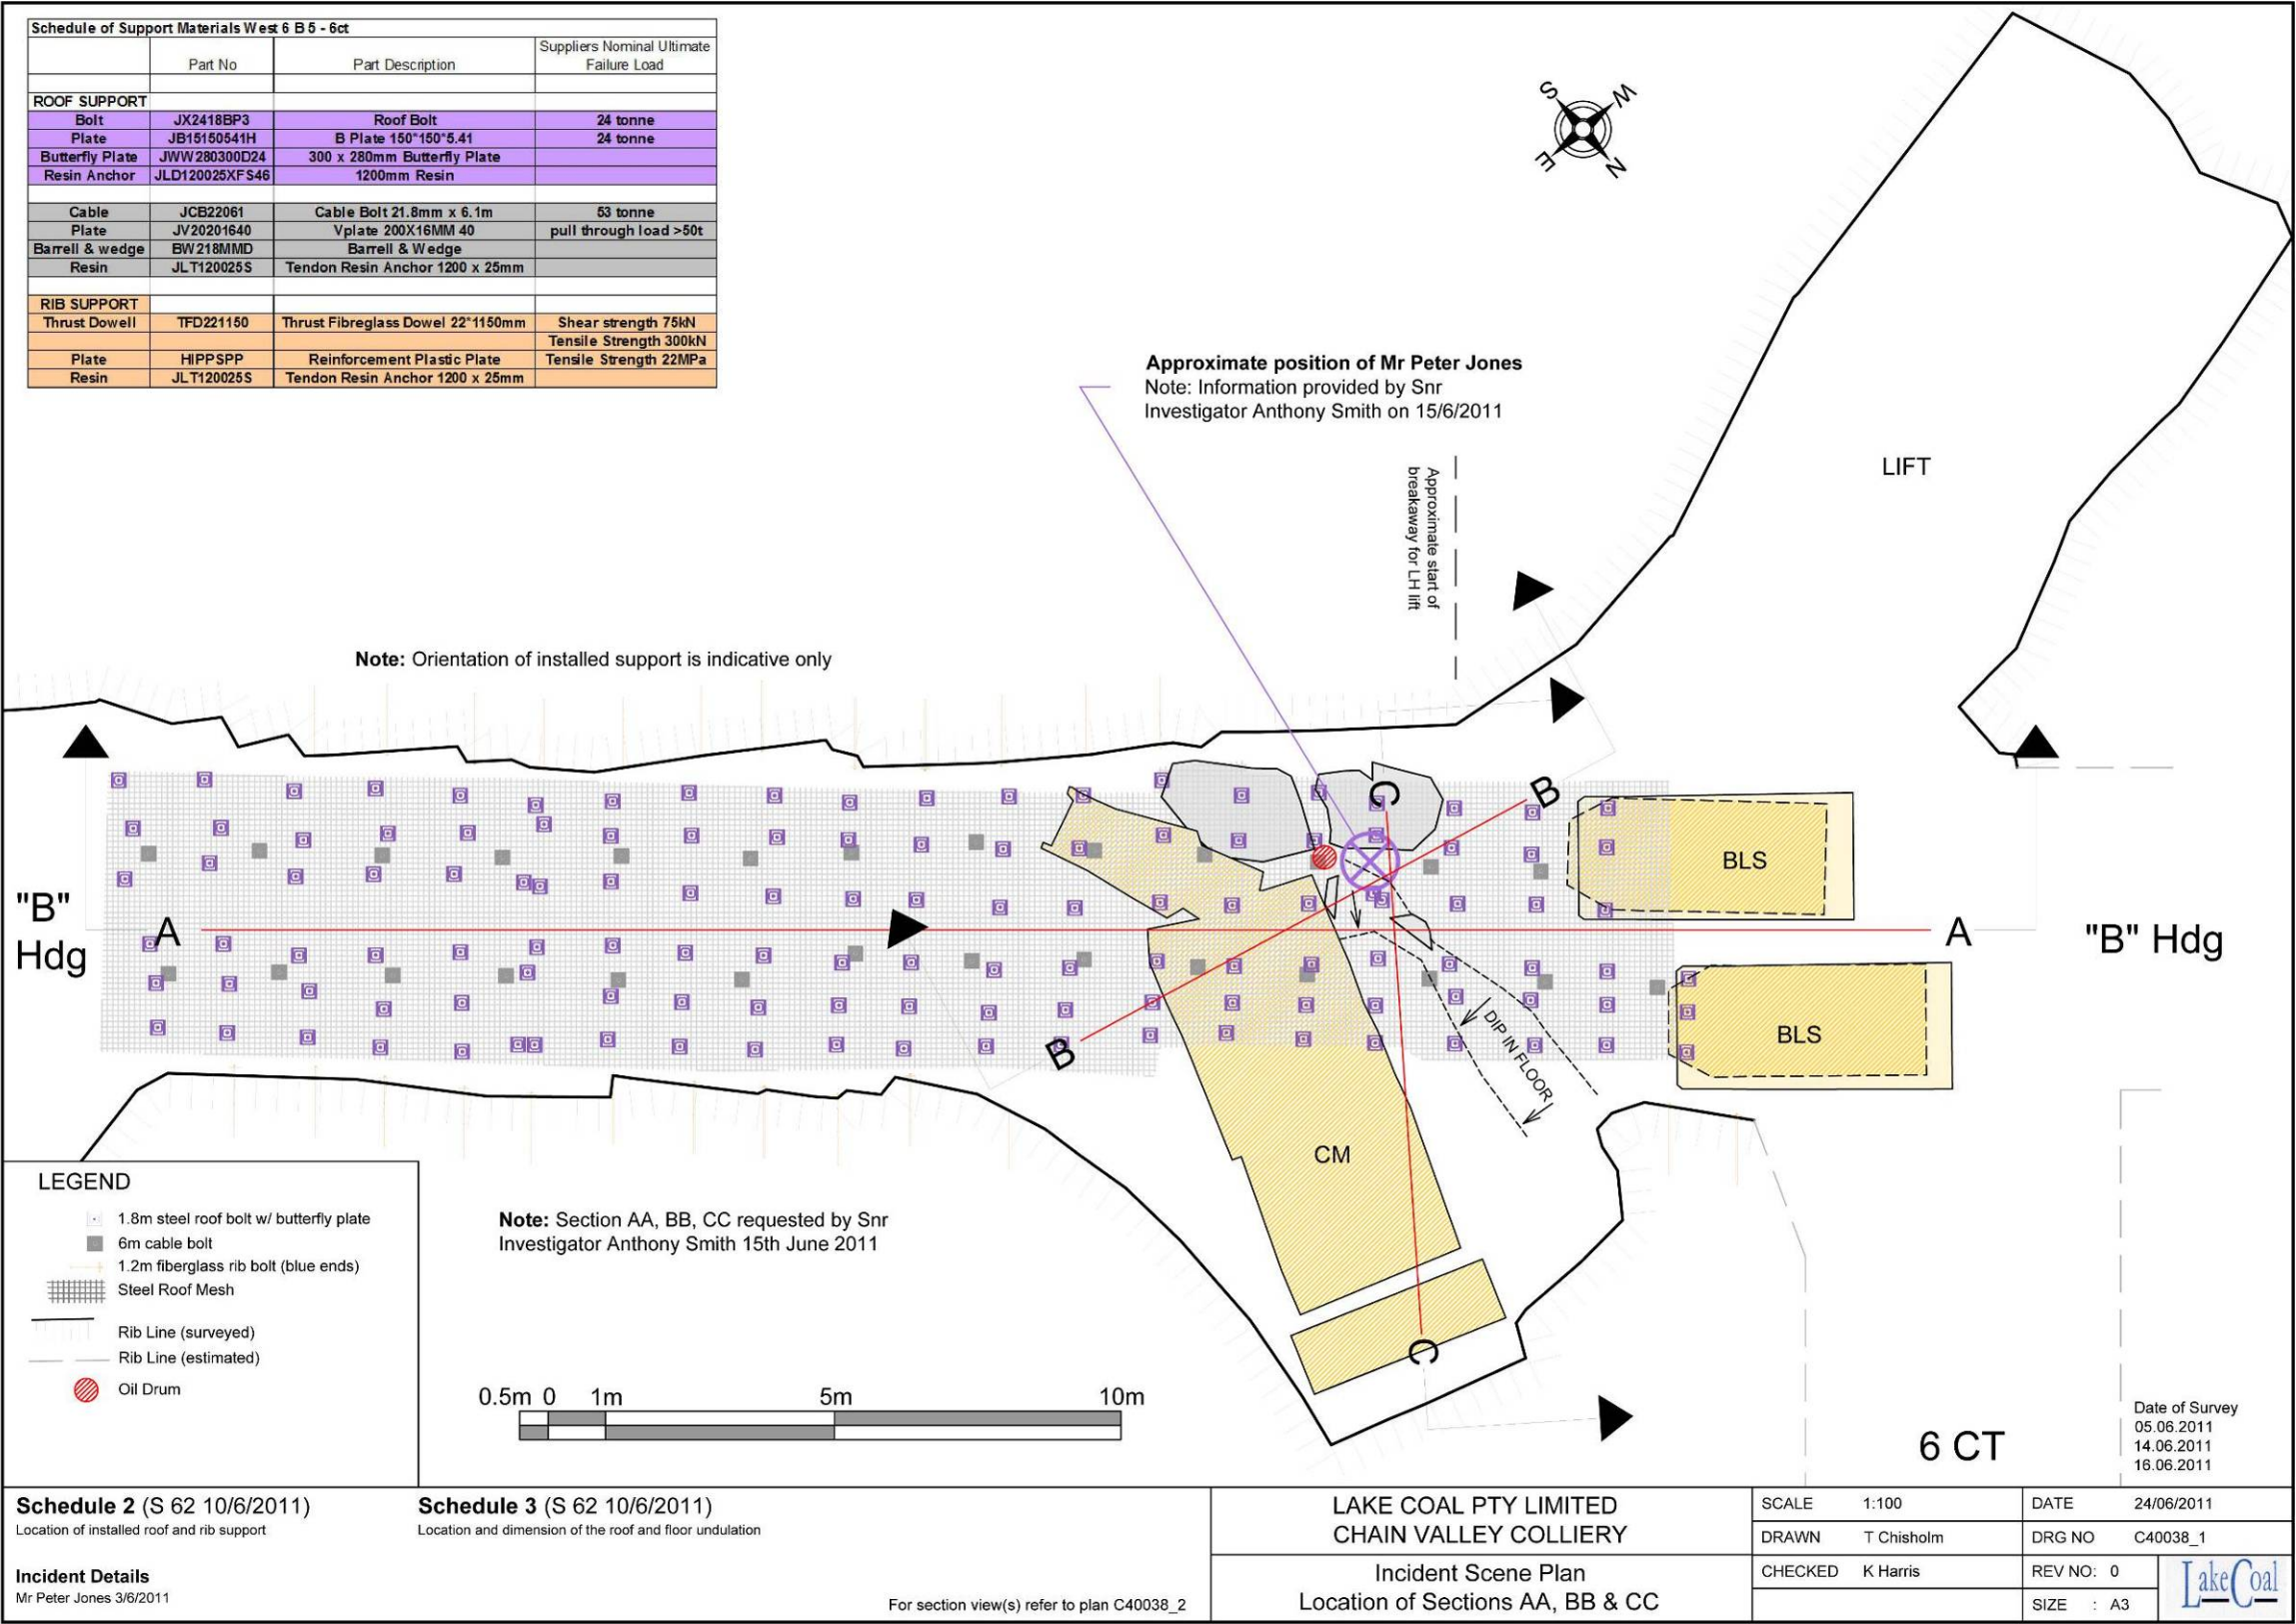 Schedule of Support Materials West 6 B 5 - 6ct
Part No Part Description Suppliers Nominal Ultimate Failure Load
ROOF SUPPORT
Bolt JX2418BP3 Roof Bolt 24 tonne
Plate JB15150541H B Plate 150*150*5.41 24 tonne
Butterfly Plate JWW280300D24 300 x 280mm Butterfly Plate
Resin Anchor JLD120025XFS46 1200mm Resin
Cable JCB22061 Cable Bolt 21.8mm x 6.1m 53 tonne
Plate JV20201640 Vplate 200X16MM 40 pull through load >50t
Barrell & wedge BW218MMD Barrell & Wedge
Resin JLT120025S Tendon Resin Anchor 1200 x 25mm
RIB SUPPORT
Thrust Dowell TFD221150 Thrust Fibreglass Dowel 22*1150mm Shear strength 75kN
Tensile Strength 300kN
Plate HIPPSPP Reinforcement Plastic Plate Tensile Strength 22MPa
Resin JLT120025S Tendon Resin Anchor 1200 x 25mm
S W
E N
Approximate position of Mr Peter Jones
Note: Information provided by Snr
Investigator Anthony Smith on 15/6/2011
Approximate start of
breakaway for LH lift
LIFT
Note: Orientation of installed support is indicative only
C
B
BLS
"B"
Hdg
A
A
"B" Hdg
B
BLS
DIP IN FLOOR
CM
C
LEGEND
1.8m steel roof bolt w/ butterfly plate
6m cable bolt
1.2m fiberglass rib bolt (blue ends)
Steel Roof Mesh
Rib Line (surveyed)
Rib Line (estimated)
Oil Drum
Note: Section AA, BB, CC requested by Snr
Investigator Anthony Smith 15th June 2011
0.5m 0 1m 5m 10m
6 CT
Date of Survey
05.06.2011
14.06.2011
16.06.2011
Schedule 2 (S 62 10/6/2011)
Location of installed roof and rib support
Schedule 3 (S 62 10/6/2011)
Location and dimension of the roof and floor undulation
Incident Details
Mr Peter Jones 3/6/2011
For section view(s) refer to plan C40038_2
LAKE COAL PTY LIMITED
CHAIN VALLEY COLLIERY
Incident Scene Plan
Location of Sections AA, BB & CC
SCALE 1:100 DATE 24/06/2011
DRAWN T Chisholm DRG NO C40038_1
CHECKED K Harris REV NO: 0
SIZE : A3
LakeCoal